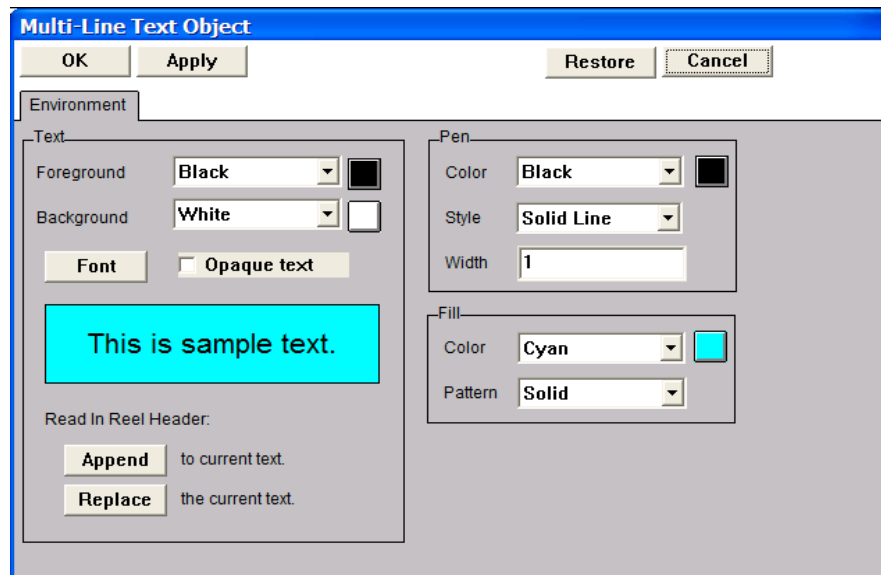 Multi-Line Text Object
OK Apply Restore Cancel
Environment
Text
Foreground Black
Background White
Font Opaque text
This is sample text.
Read In Reel Header:
Append to current text.
Replace the current text.
Pen
Color Black
Style Solid Line
Width 1
Fill
Color Cyan
Pattern Solid